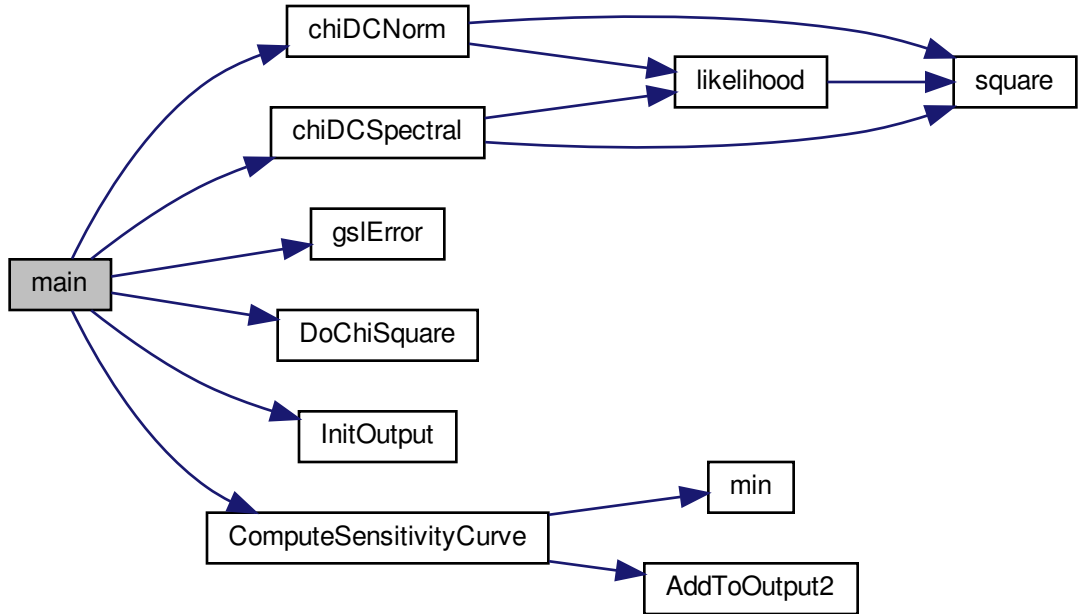 chiDCNorm
likelihood
square
chiDCSpectral
gslError
main
DoChiSquare
InitOutput
min
ComputeSensitivityCurve
AddToOutput2